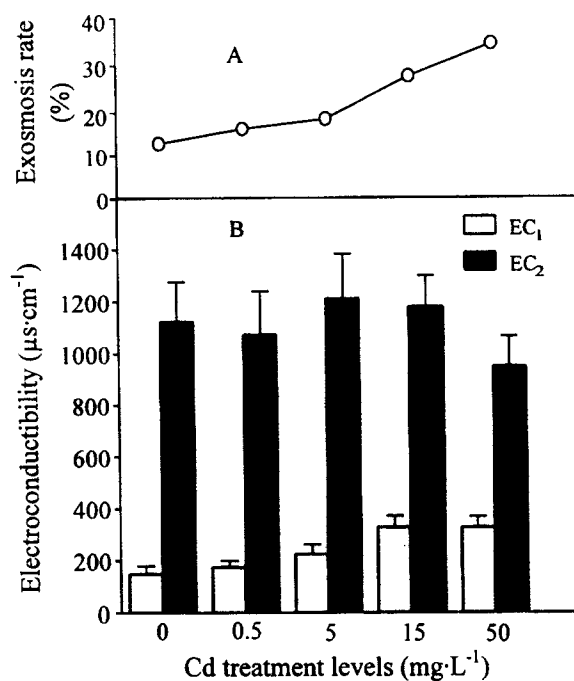 40
30
20
10
0
Exosmosis rate
(%)
A
B
EC₁
EC₂
1400
1200
1000
800
600
400
200
0
Electroconductibility (μs·cm⁻¹)
0 0.5 5 15 50
Cd treatment levels (mg·L⁻¹)